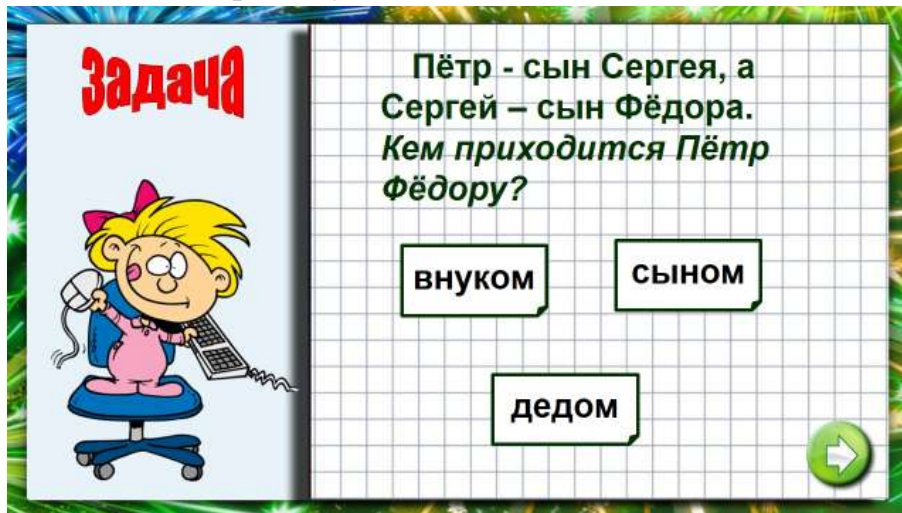 Задача
Пётр - сын Сергея, а
Сергей – сын Фёдора.
Кем приходится Пётр
Фёдору?
внуком
сыном
дедом